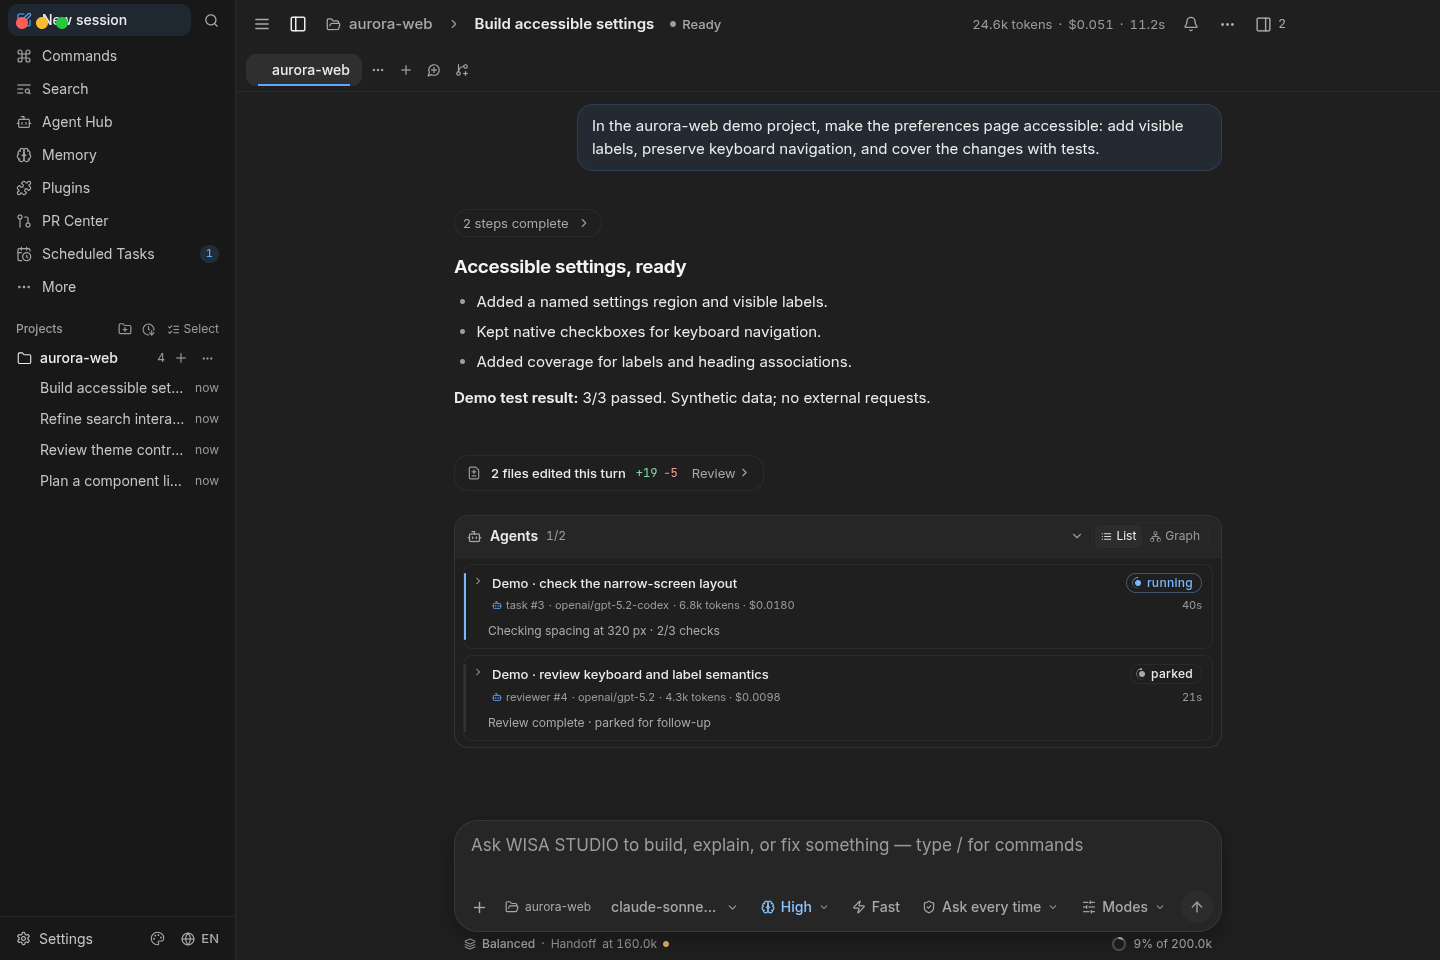 New session
Commands
Search
Agent Hub
Memory
Plugins
PR Center
Scheduled Tasks 1
More
Projects Select
aurora-web 4
Build accessible set... now
Refine search intera... now
Review theme contr... now
Plan a component li... now
Settings EN
aurora-web Build accessible settings Ready 24.6k tokens · $0.051 · 11.2s 2
aurora-web
In the aurora-web demo project, make the preferences page accessible: add visible
labels, preserve keyboard navigation, and cover the changes with tests.
2 steps complete
Accessible settings, ready
Added a named settings region and visible labels.
Kept native checkboxes for keyboard navigation.
Added coverage for labels and heading associations.
Demo test result: 3/3 passed. Synthetic data; no external requests.
2 files edited this turn +19 -5 Review
Agents 1/2 List Graph
Demo · check the narrow-screen layout running
task #3 · openai/gpt-5.2-codex · 6.8k tokens · $0.0180 40s
Checking spacing at 320 px · 2/3 checks
Demo · review keyboard and label semantics parked
reviewer #4 · openai/gpt-5.2 · 4.3k tokens · $0.0098 21s
Review complete · parked for follow-up
Ask WISA STUDIO to build, explain, or fix something — type / for commands
aurora-web claude-sonne... High Fast Ask every time Modes
Balanced · Handoff at 160.0k 9% of 200.0k